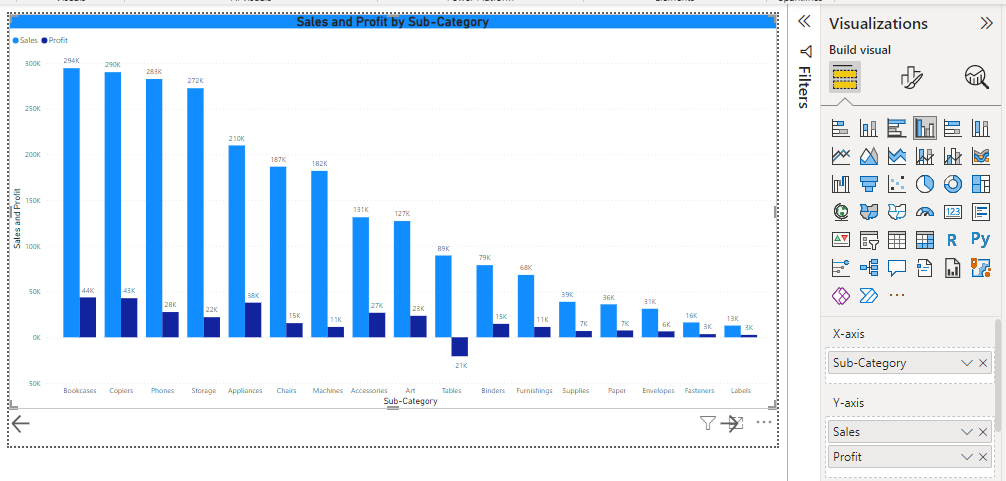 Sales and Profit by Sub-Category
Sales Profit
300K
200K
150K
100K
50K
0K
50K
Sales and Profit
294K 290K 283K 272K 210K 187K 182K 131K 127K 89K 79K 68K 39K 36K 31K 16K 13K
44K 43K 28K 22K 38K 15K 11K 27K 23K 21K 15K 11K 7K 7K 6K 3K 3K
Bookcases Copiers Phones Storage Appliances Chairs Machines Accessories Art Tables Binders Furnishings Supplies Paper Envelopes Fasteners Labels
Sub-Category
Filters
Visualizations
Build visual
123
R Py
X-axis
Sub-Category
Y-axis
Sales
Profit